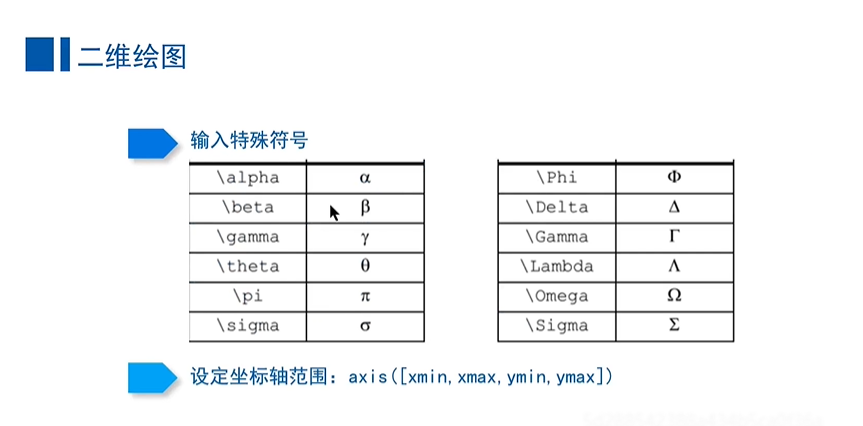 二维绘图
输入特殊符号
\alpha α
\beta β
\gamma γ
\theta θ
\pi π
\sigma σ
\Phi Φ
\Delta Δ
\Gamma Γ
\Lambda Λ
\Omega Ω
\Sigma Σ
设定坐标轴范围：axis([xmin,xmax,ymin,ymax])